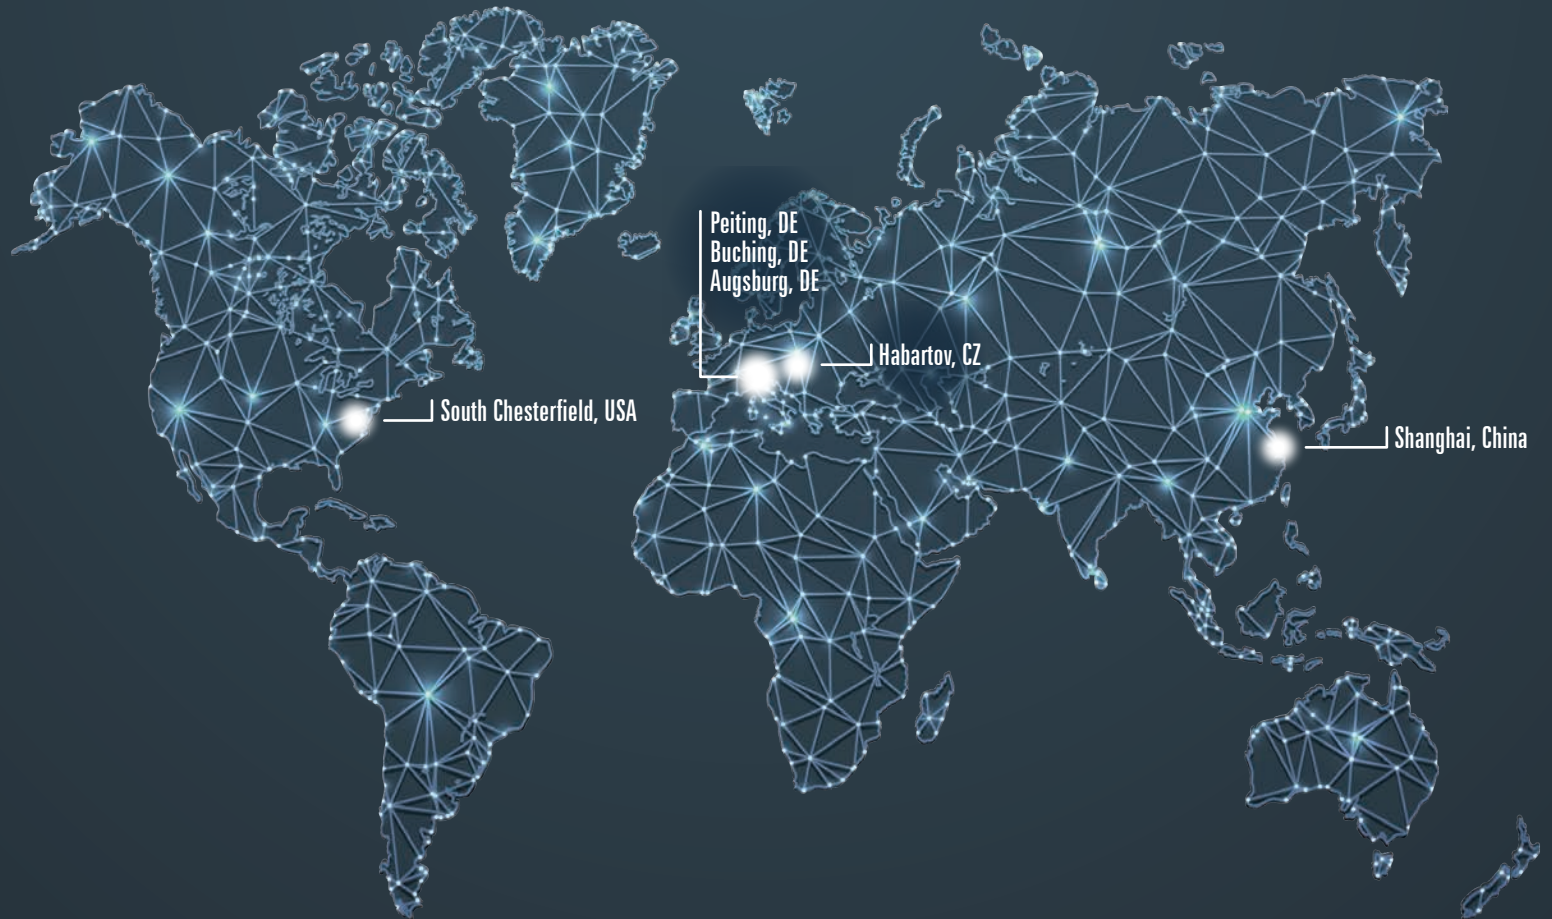 Peiting, DE
Buching, DE
Augsburg, DE
Habartov, CZ
South Chesterfield, USA
Shanghai, China